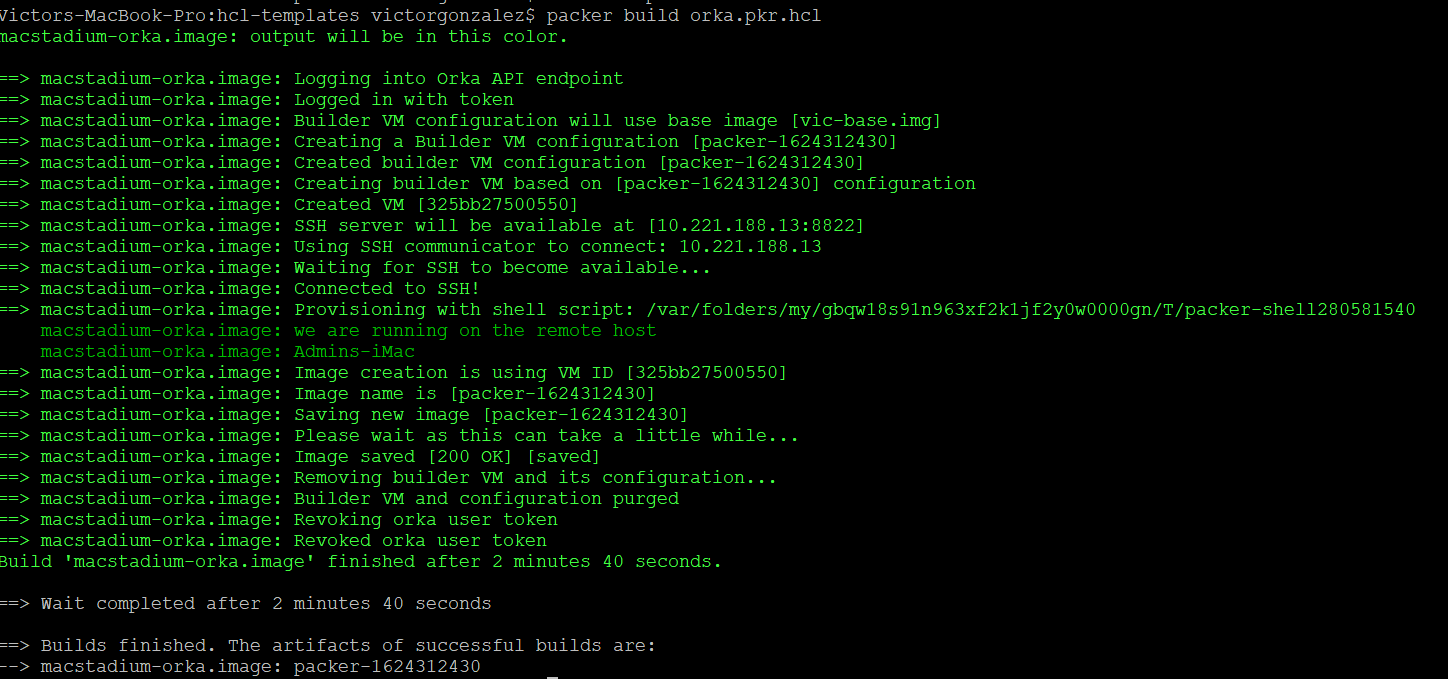 Victors-MacBook-Pro:hcl-templates victorgonzalez$ packer build orka.pkr.hcl
macstadium-orka.image: output will be in this color.
==> macstadium-orka.image: Logging into Orka API endpoint
==> macstadium-orka.image: Logged in with token
==> macstadium-orka.image: Builder VM configuration will use base image [vic-base.img]
==> macstadium-orka.image: Creating a Builder VM configuration [packer-1624312430]
==> macstadium-orka.image: Created builder VM configuration [packer-1624312430]
==> macstadium-orka.image: Creating builder VM based on [packer-1624312430] configuration
==> macstadium-orka.image: Created VM [325bb27500550]
==> macstadium-orka.image: SSH server will be available at [10.221.188.13:8822]
==> macstadium-orka.image: Using SSH communicator to connect: 10.221.188.13
==> macstadium-orka.image: Waiting for SSH to become available...
==> macstadium-orka.image: Connected to SSH!
==> macstadium-orka.image: Provisioning with shell script: /var/folders/my/gbqw18s91n963xf2k1jf2y0w0000gn/T/packer-shell280581540
macstadium-orka.image: we are running on the remote host
macstadium-orka.image: Admins-iMac
==> macstadium-orka.image: Image creation is using VM ID [325bb27500550]
==> macstadium-orka.image: Image name is [packer-1624312430]
==> macstadium-orka.image: Saving new image [packer-1624312430]
==> macstadium-orka.image: Please wait as this can take a little while...
==> macstadium-orka.image: Image saved [200 OK] [saved]
==> macstadium-orka.image: Removing builder VM and its configuration...
==> macstadium-orka.image: Builder VM and configuration purged
==> macstadium-orka.image: Revoking orka user token
==> macstadium-orka.image: Revoked orka user token
Build 'macstadium-orka.image' finished after 2 minutes 40 seconds.
==> Wait completed after 2 minutes 40 seconds
==> Builds finished. The artifacts of successful builds are:
--> macstadium-orka.image: packer-1624312430